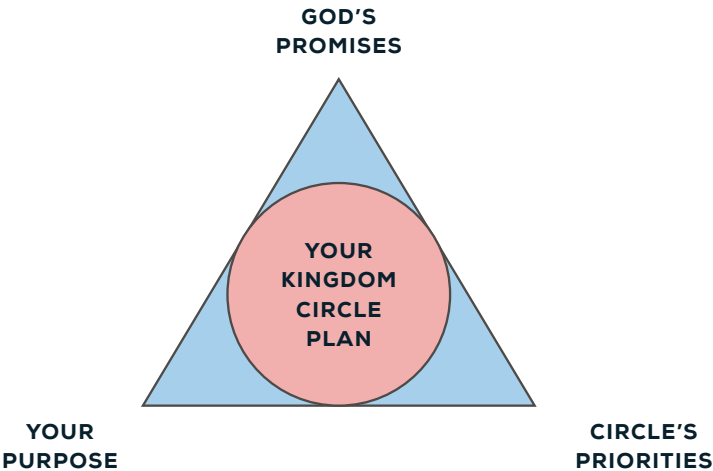 GOD'S
PROMISES
YOUR
KINGDOM
CIRCLE
PLAN
YOUR
PURPOSE
CIRCLE'S
PRIORITIES